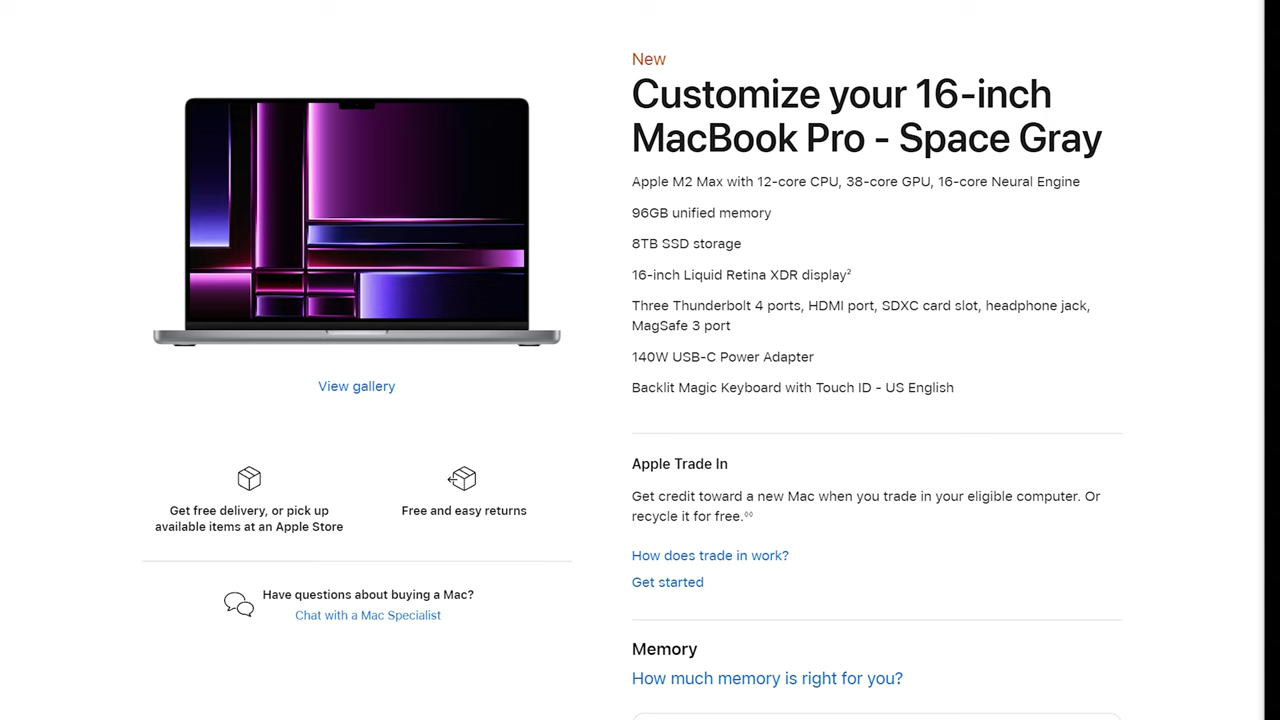 New
Customize your 16-inch
MacBook Pro - Space Gray
Apple M2 Max with 12-core CPU, 38-core GPU, 16-core Neural Engine
96GB unified memory
8TB SSD storage
16-inch Liquid Retina XDR display²
Three Thunderbolt 4 ports, HDMI port, SDXC card slot, headphone jack,
MagSafe 3 port
140W USB-C Power Adapter
Backlit Magic Keyboard with Touch ID - US English
View gallery
Get free delivery, or pick up
available items at an Apple Store
Free and easy returns
Have questions about buying a Mac?
Chat with a Mac Specialist
Apple Trade In
Get credit toward a new Mac when you trade in your eligible computer. Or
recycle it for free.◊◊
How does trade in work?
Get started
Memory
How much memory is right for you?